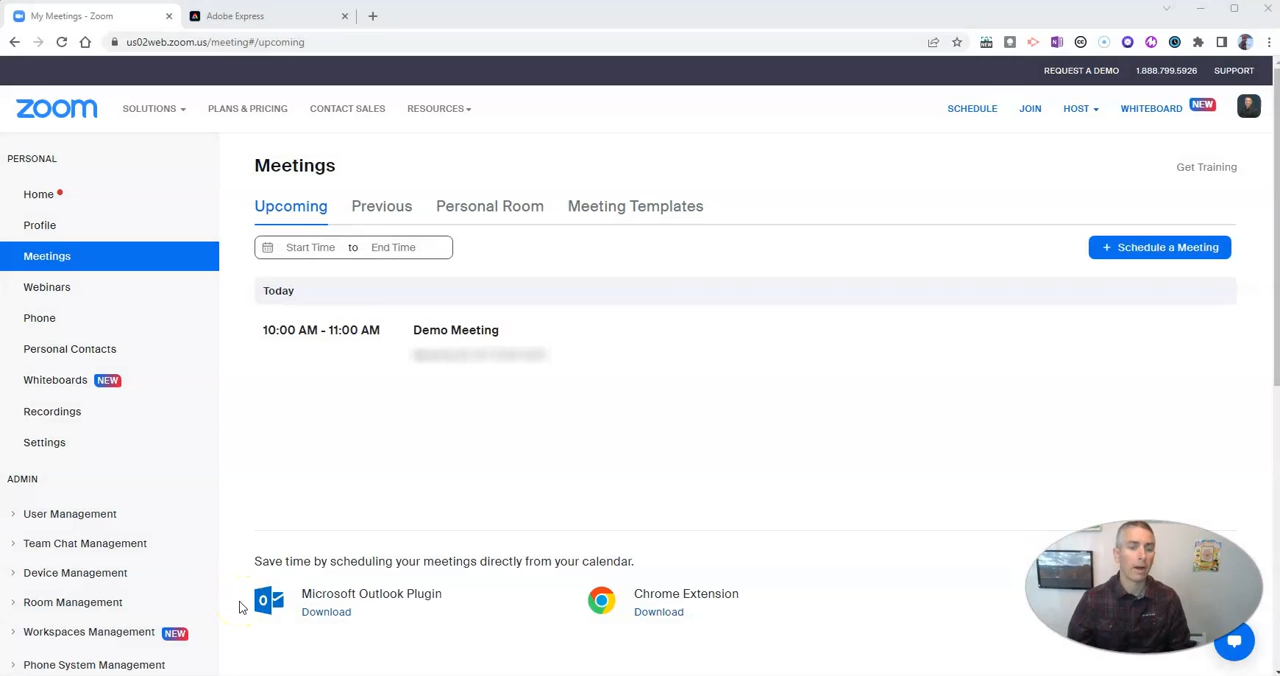 My Meetings - Zoom
Adobe Express
us02web.zoom.us/meeting#/upcoming
REQUEST A DEMO 1.888.799.5926 SUPPORT
zoom SOLUTIONS PLANS & PRICING CONTACT SALES RESOURCES SCHEDULE JOIN HOST WHITEBOARD NEW
PERSONAL
Home
Profile
Meetings
Webinars
Phone
Personal Contacts
Whiteboards NEW
Recordings
Settings
ADMIN
User Management
Team Chat Management
Device Management
Room Management
Workspaces Management NEW
Phone System Management
Meetings
Get Training
Upcoming Previous Personal Room Meeting Templates
Start Time to End Time
+ Schedule a Meeting
Today
10:00 AM - 11:00 AM Demo Meeting
Save time by scheduling your meetings directly from your calendar.
Microsoft Outlook Plugin
Download
Chrome Extension
Download